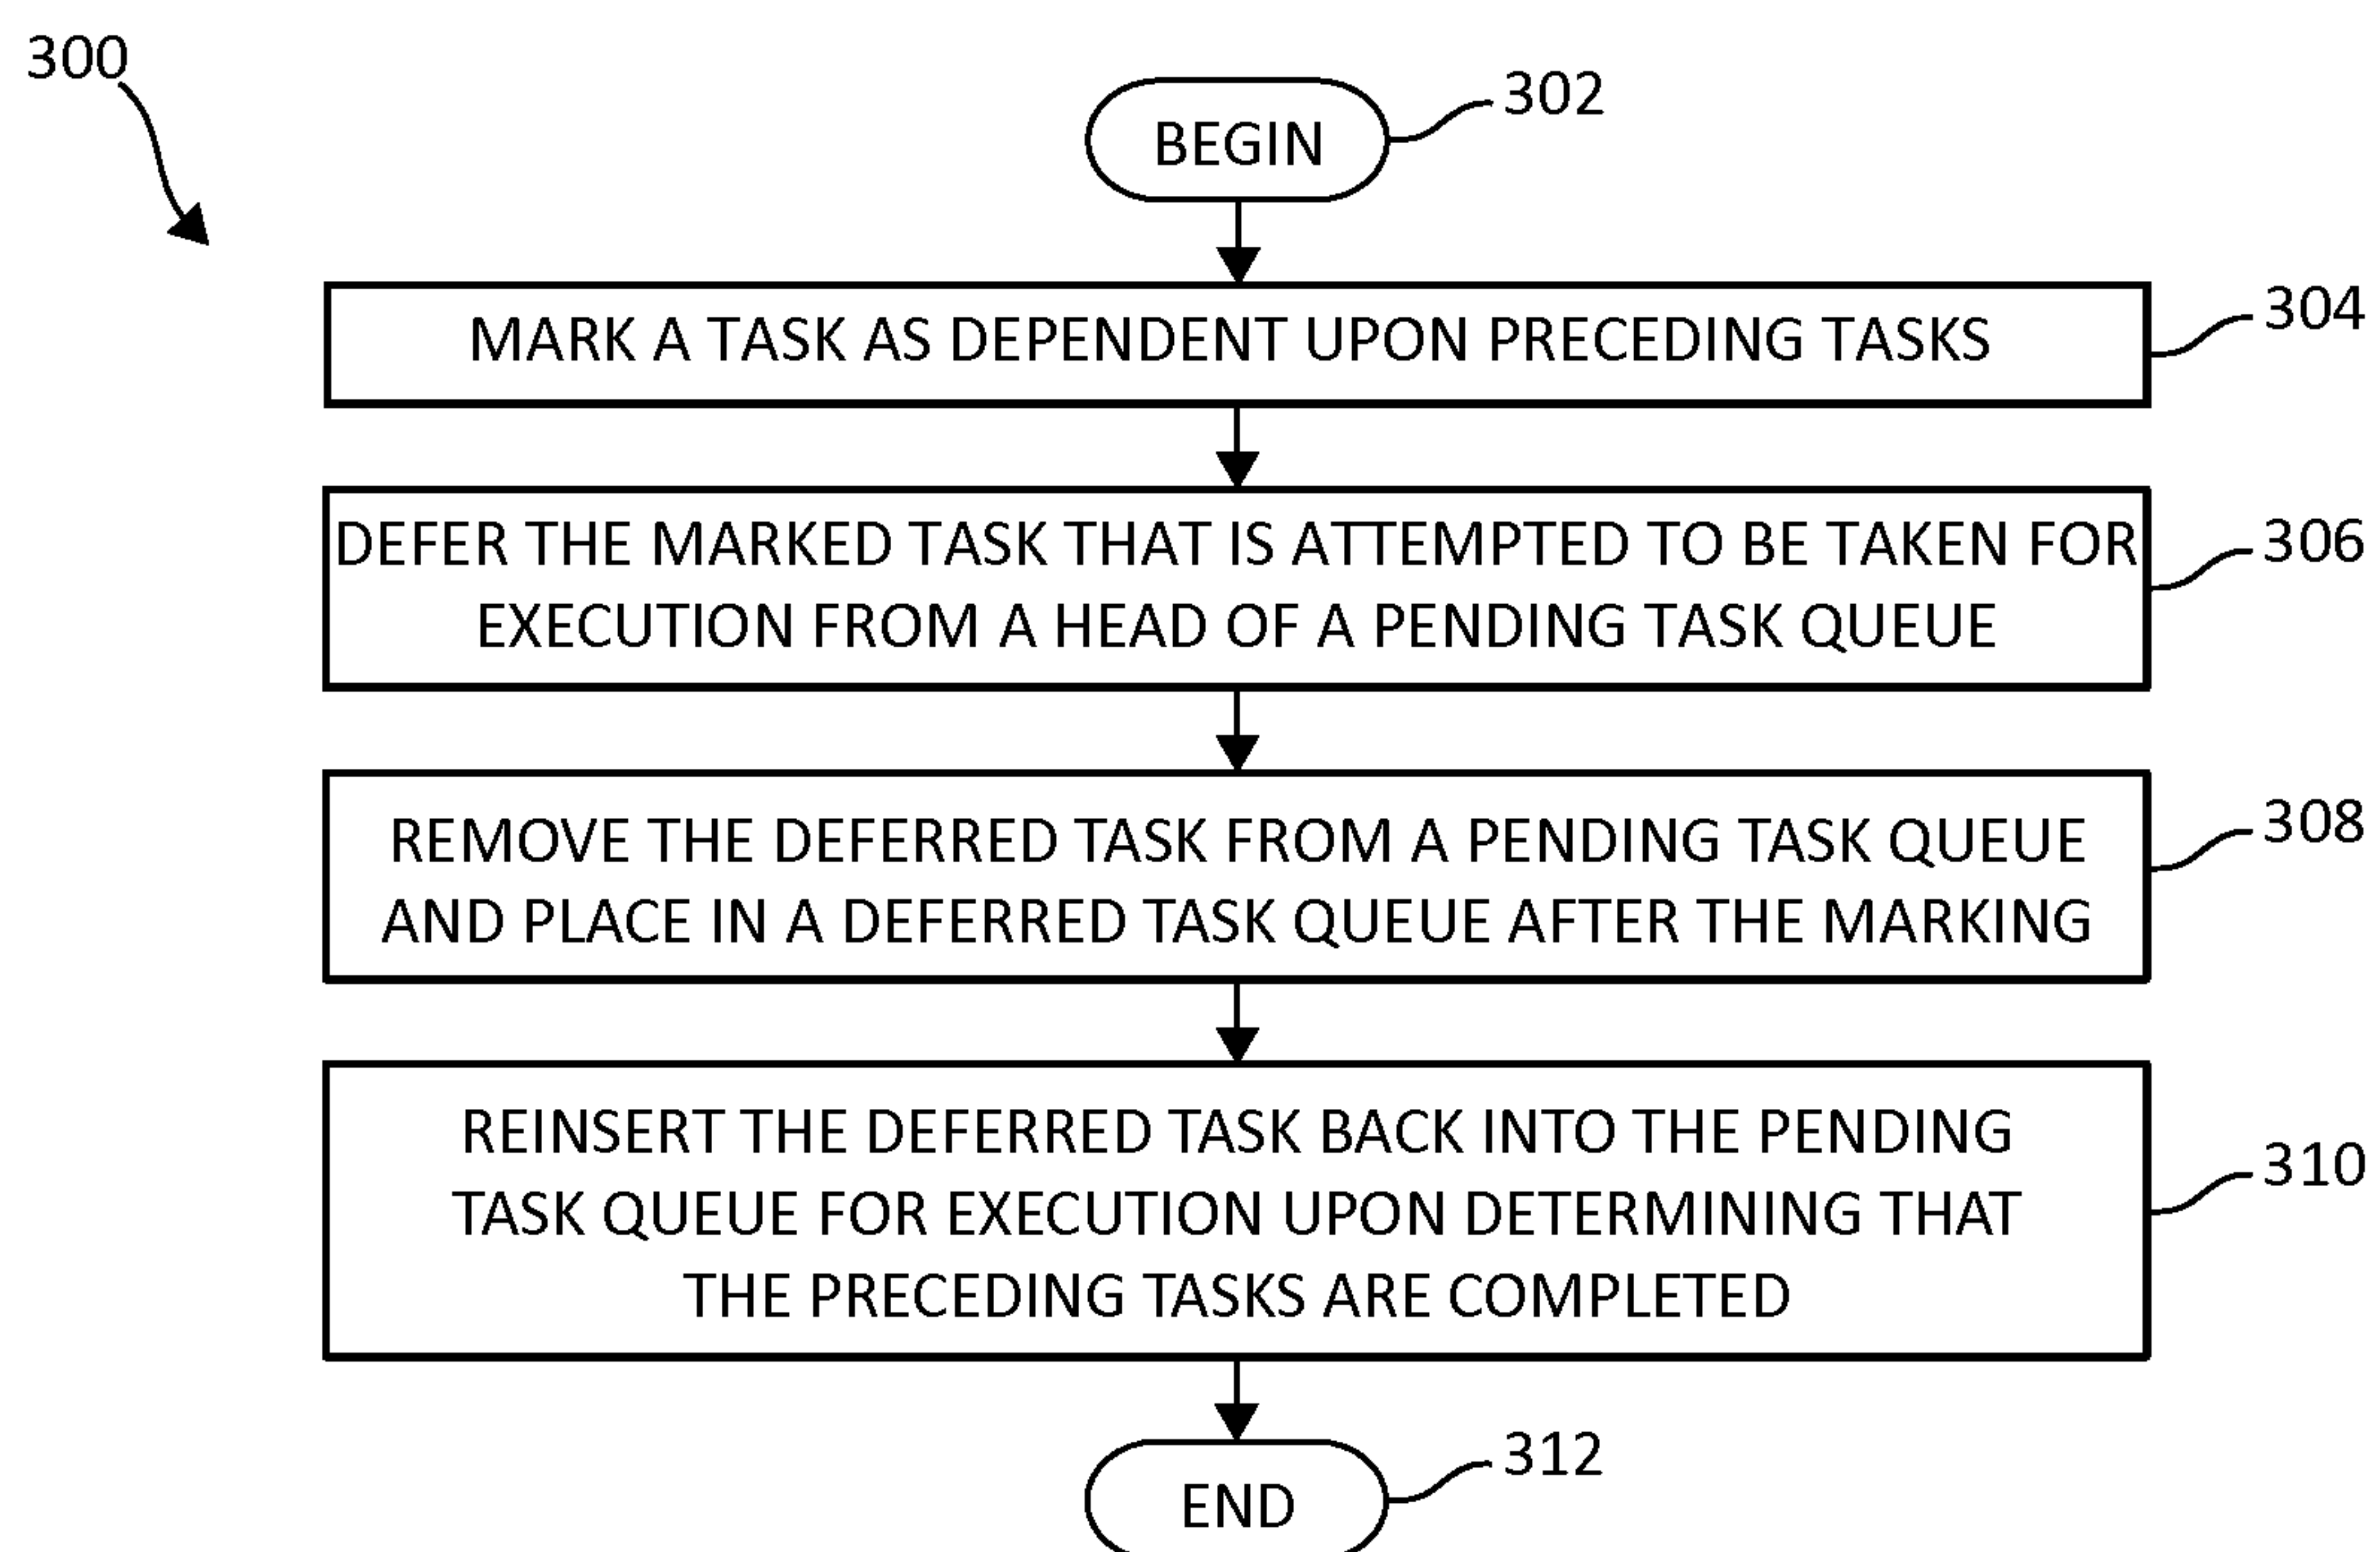 300
BEGIN
302
MARK A TASK AS DEPENDENT UPON PRECEDING TASKS
304
DEFER THE MARKED TASK THAT IS ATTEMPTED TO BE TAKEN FOR
EXECUTION FROM A HEAD OF A PENDING TASK QUEUE
306
REMOVE THE DEFERRED TASK FROM A PENDING TASK QUEUE
AND PLACE IN A DEFERRED TASK QUEUE AFTER THE MARKING
308
REINSERT THE DEFERRED TASK BACK INTO THE PENDING
TASK QUEUE FOR EXECUTION UPON DETERMINING THAT
THE PRECEDING TASKS ARE COMPLETED
310
END
312